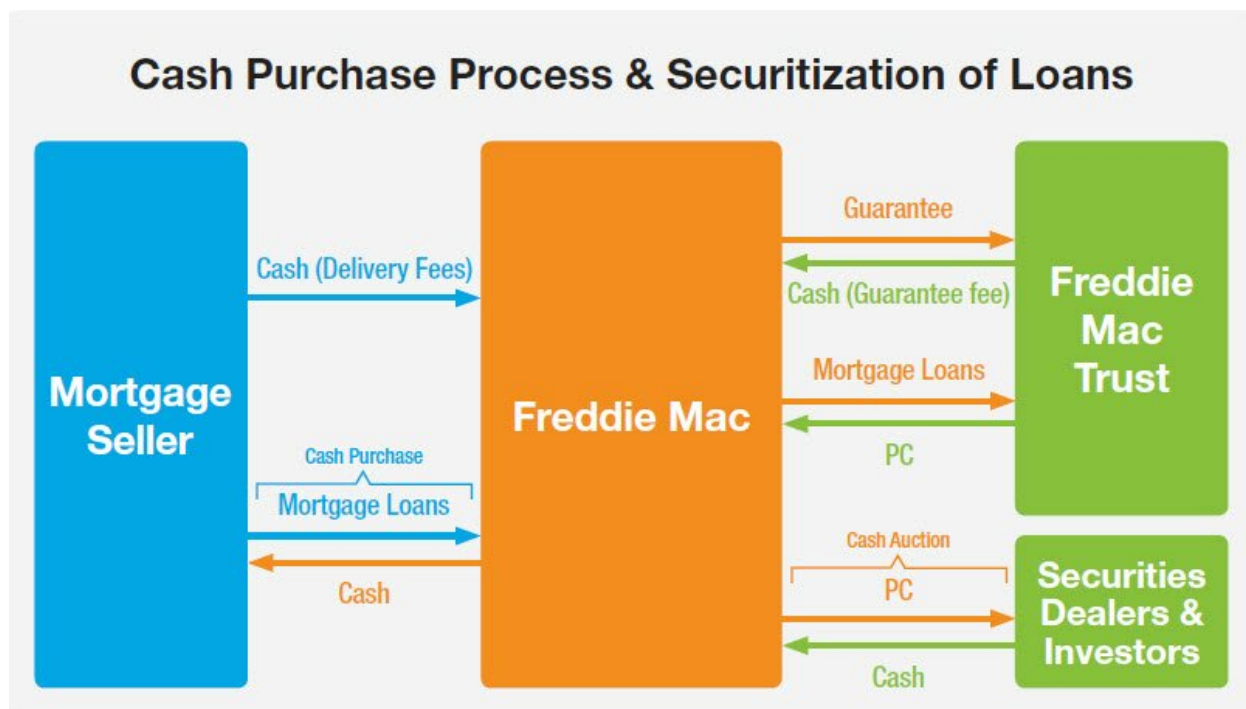 Cash Purchase Process & Securitization of Loans
Mortgage
Seller
Cash (Delivery Fees)
Cash Purchase
Mortgage Loans
Cash
Freddie Mac
Guarantee
Cash (Guarantee fee)
Mortgage Loans
PC
Cash Auction
PC
Cash
Freddie
Mac
Trust
Securities
Dealers &
Investors